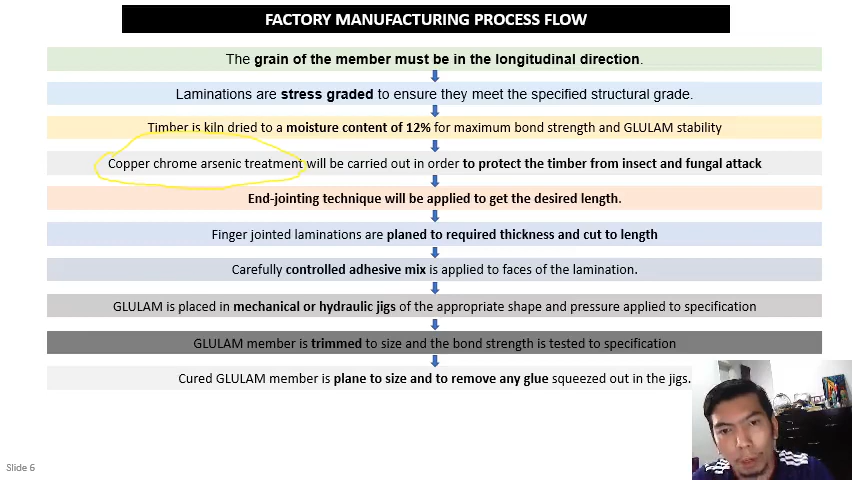 FACTORY MANUFACTURING PROCESS FLOW
The grain of the member must be in the longitudinal direction.
Laminations are stress graded to ensure they meet the specified structural grade.
Timber is kiln dried to a moisture content of 12% for maximum bond strength and GLULAM stability
Copper chrome arsenic treatment will be carried out in order to protect the timber from insect and fungal attack
End-jointing technique will be applied to get the desired length.
Finger jointed laminations are planed to required thickness and cut to length
Carefully controlled adhesive mix is applied to faces of the lamination.
GLULAM is placed in mechanical or hydraulic jigs of the appropriate shape and pressure applied to specification
GLULAM member is trimmed to size and the bond strength is tested to specification
Cured GLULAM member is plane to size and to remove any glue squeezed out in the jigs.
Slide 6